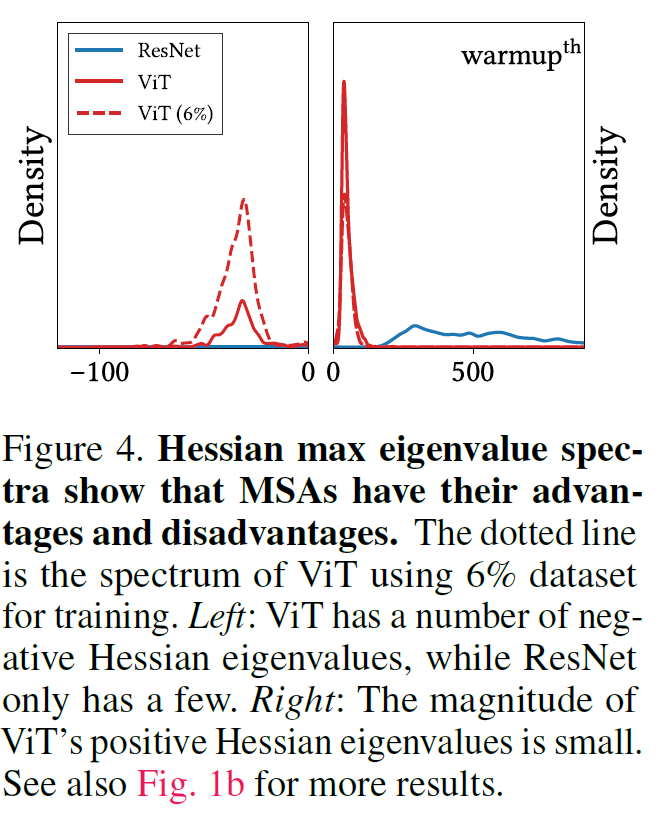 ResNet
ViT
ViT (6%)
warmupth
Density
Density
−100
0
0
500
Figure 4. Hessian max eigenvalue spec-
tra show that MSAs have their advan-
tages and disadvantages. The dotted line
is the spectrum of ViT using 6% dataset
for training. Left: ViT has a number of neg-
ative Hessian eigenvalues, while ResNet
only has a few. Right: The magnitude of
ViT's positive Hessian eigenvalues is small.
See also Fig. 1b for more results.